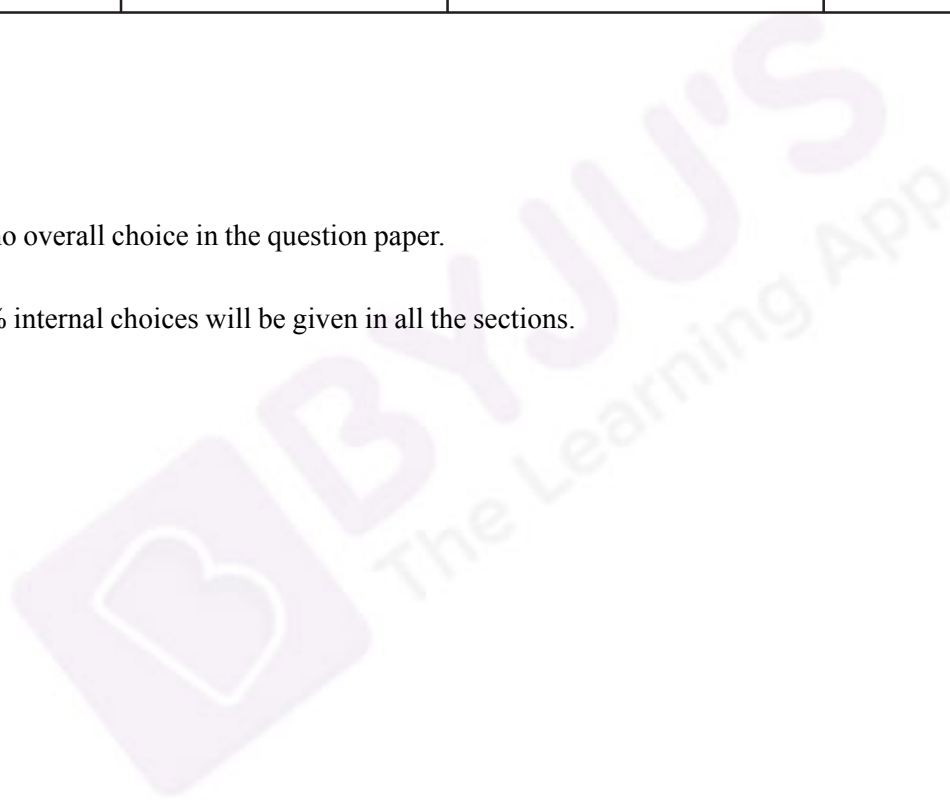 o overall choice in the question paper.
% internal choices will be given in all the sections.
BYJU'S
The Learning App